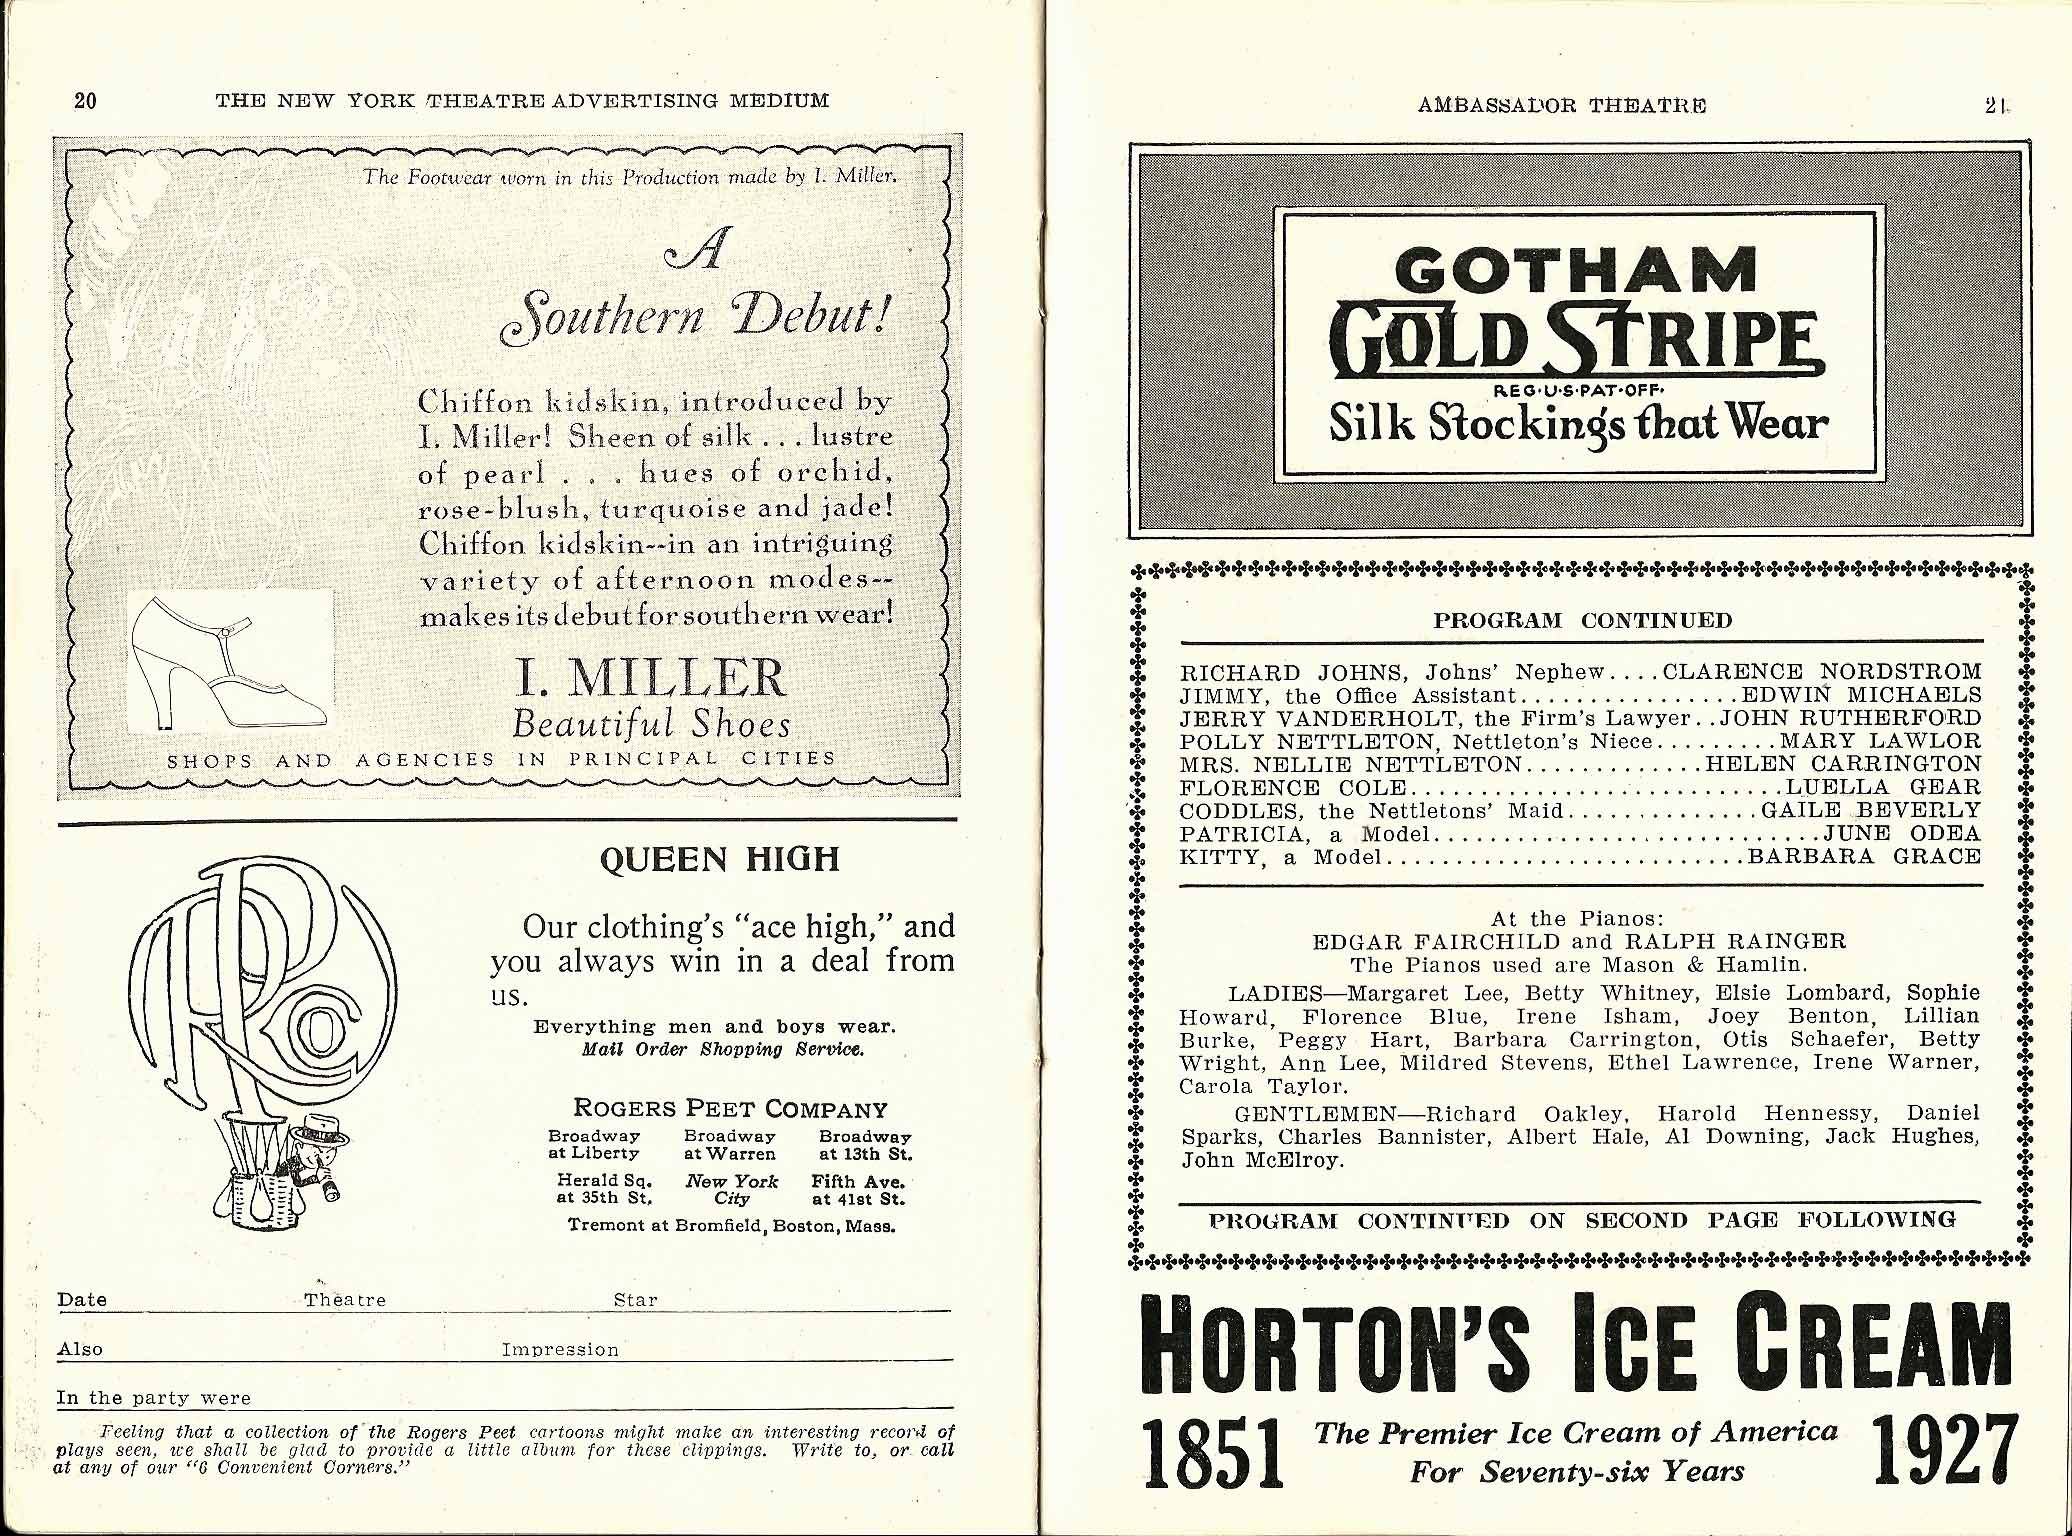 20 THE NEW YORK THEATRE ADVERTISING MEDIUM
The Footwear worn in this Production made by I. Miller.
A
Southern Debut!
Chiffon kidskin, introduced by
I. Miller! Sheen of silk . . . lustre
of pearl . . . hues of orchid,
rose-blush, turquoise and jade!
Chiffon kidskin--in an intriguing
variety of afternoon modes--
makes its debut for southern wear!
I. MILLER
Beautiful Shoes
SHOPS AND AGENCIES IN PRINCIPAL CITIES
RPCo
QUEEN HIGH
Our clothing's "ace high," and
you always win in a deal from
us.
Everything men and boys wear.
Mail Order Shopping Service.
ROGERS PEET COMPANY
Broadway Broadway Broadway
at Liberty at Warren at 13th St.
Herald Sq. New York Fifth Ave.
at 35th St. City at 41st St.
Tremont at Bromfield, Boston, Mass.
Date Theatre Star
Also Impression
In the party were
Feeling that a collection of the Rogers Peet cartoons might make an interesting record of
plays seen, we shall be glad to provide a little album for these clippings. Write to, or call
at any of our "6 Convenient Corners."
AMBASSADOR THEATRE 21
GOTHAM
GOLD STRIPE
REG·U·S·PAT·OFF·
Silk Stockings that Wear
PROGRAM CONTINUED
RICHARD JOHNS, Johns' Nephew....CLARENCE NORDSTROM
JIMMY, the Office Assistant................EDWIN MICHAELS
JERRY VANDERHOLT, the Firm's Lawyer..JOHN RUTHERFORD
POLLY NETTLETON, Nettleton's Niece.........MARY LAWLOR
MRS. NELLIE NETTLETON.............HELEN CARRINGTON
FLORENCE COLE...........................LUELLA GEAR
CODDLES, the Nettletons' Maid..............GAILE BEVERLY
PATRICIA, a Model............................JUNE ODEA
KITTY, a Model..........................BARBARA GRACE
At the Pianos:
EDGAR FAIRCHILD and RALPH RAINGER
The Pianos used are Mason & Hamlin.
LADIES—Margaret Lee, Betty Whitney, Elsie Lombard, Sophie
Howard, Florence Blue, Irene Isham, Joey Benton, Lillian
Burke, Peggy Hart, Barbara Carrington, Otis Schaefer, Betty
Wright, Ann Lee, Mildred Stevens, Ethel Lawrence, Irene Warner,
Carola Taylor.
GENTLEMEN—Richard Oakley, Harold Hennessy, Daniel
Sparks, Charles Bannister, Albert Hale, Al Downing, Jack Hughes,
John McElroy.
PROGRAM CONTINUED ON SECOND PAGE FOLLOWING
HORTON'S ICE CREAM
1851 The Premier Ice Cream of America 1927
For Seventy-six Years